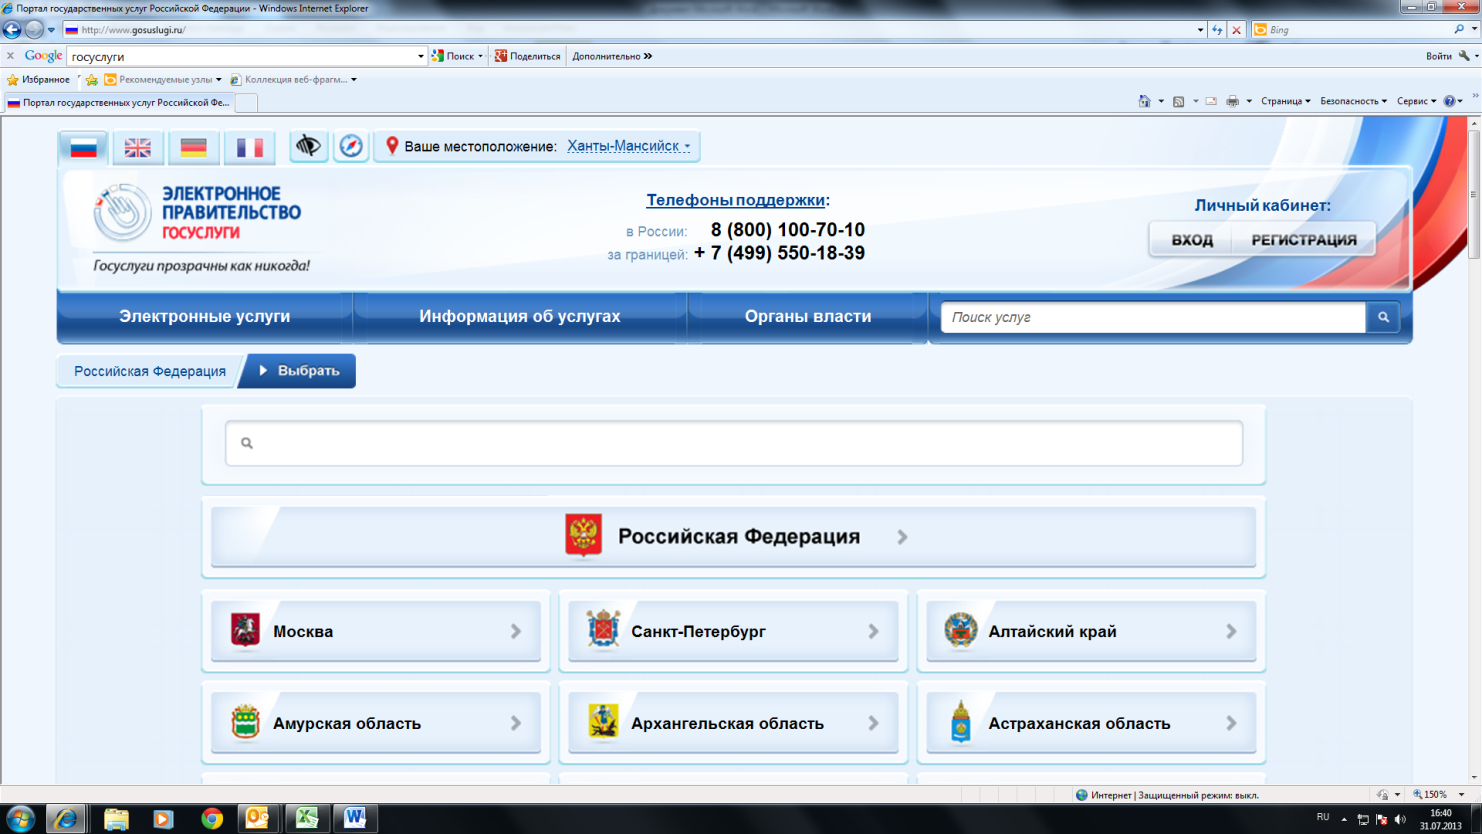 Портал государственных услуг Российской Федерации - Windows Internet Explorer
http://www.gosuslugi.ru/
Bing
Google госуслуги Поиск Поделиться Дополнительно » Войти
Избранное Рекомендуемые узлы Коллекция веб-фрагм...
Портал государственных услуг Российской Фе...
Страница Безопасность Сервис
Ваше местоположение: Ханты-Мансийск
ЭЛЕКТРОННОЕ
ПРАВИТЕЛЬСТВО
ГОСУСЛУГИ
Госуслуги прозрачны как никогда!
Телефоны поддержки:
в России: 8 (800) 100-70-10
за границей: + 7 (499) 550-18-39
Личный кабинет:
ВХОД РЕГИСТРАЦИЯ
Электронные услуги Информация об услугах Органы власти Поиск услуг
Российская Федерация Выбрать
Российская Федерация
Москва Санкт-Петербург Алтайский край
Амурская область Архангельская область Астраханская область
Интернет | Защищенный режим: выкл. 150%
RU 16:40
31.07.2013